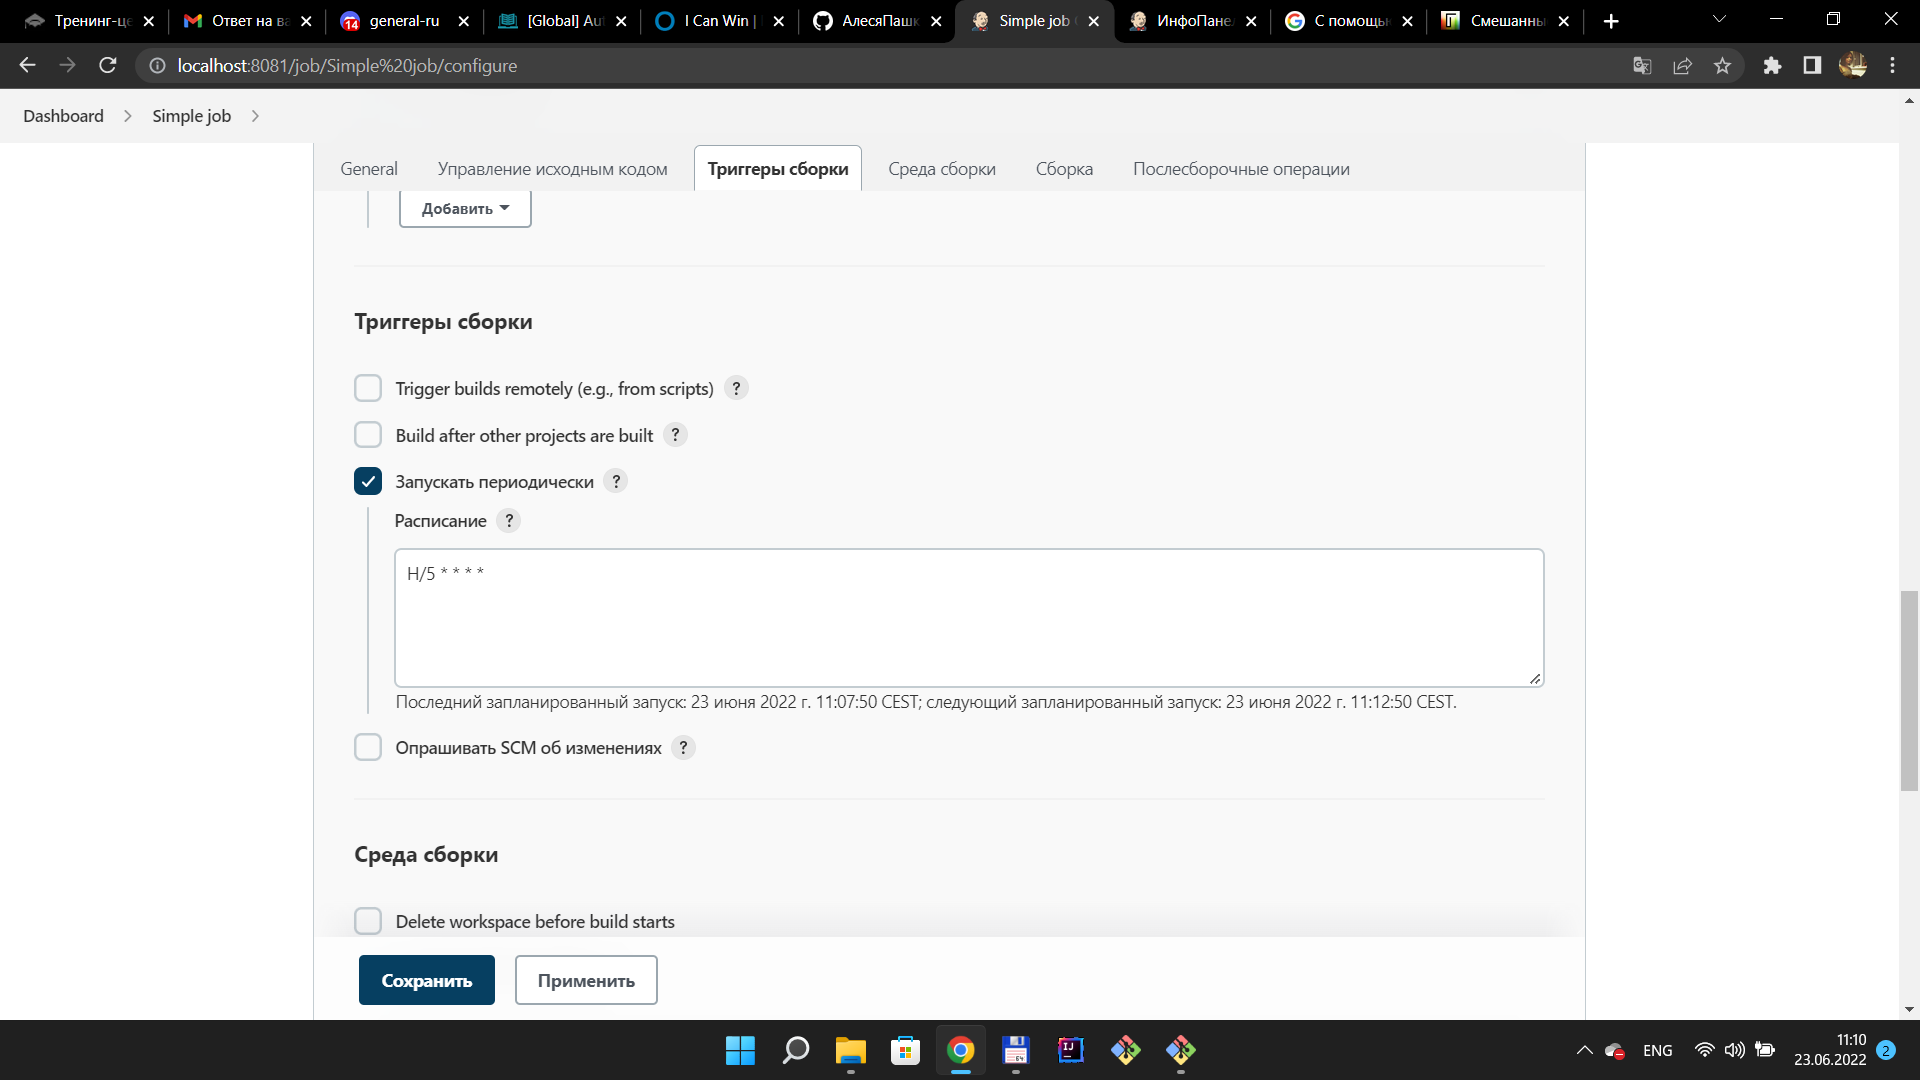 Тренинг-це
Ответ на ва
14 general-ru
[Global] Aut
I Can Win |
АлесяПашк
Simple job
ИнфоПане
С помощь
Смешанны
localhost:8081/job/Simple%20job/configure
Dashboard
Simple job
General
Управление исходным кодом
Триггеры сборки
Среда сборки
Сборка
Послесборочные операции
Добавить
Триггеры сборки
Trigger builds remotely (e.g., from scripts) ?
Build after other projects are built ?
Запускать периодически ?
Расписание ?
H/5 * * * *
Последний запланированный запуск: 23 июня 2022 г. 11:07:50 CEST; следующий запланированный запуск: 23 июня 2022 г. 11:12:50 CEST.
Опрашивать SCM об изменениях ?
Среда сборки
Delete workspace before build starts
Сохранить
Применить
ENG
11:10
23.06.2022
2